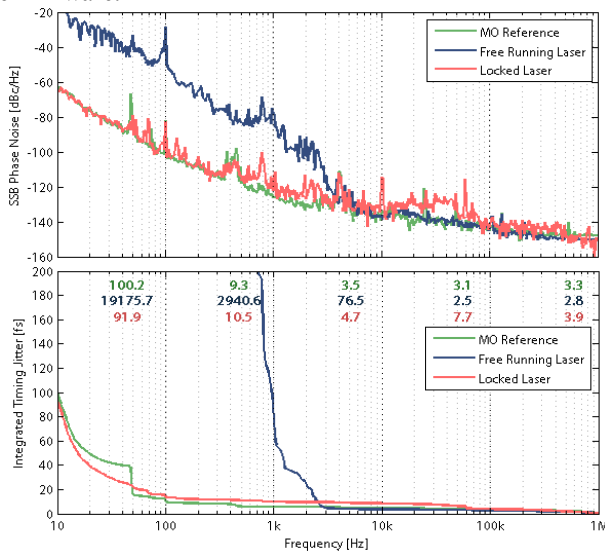 -20
-40
-60
-80
-100
-120
-140
-160
SSB Phase Noise [dBc/Hz]
MO Reference
Free Running Laser
Locked Laser
200
180
160
140
120
100
80
60
40
20
0
Integrated Timing Jitter [fs]
100.2 9.3 3.5 3.1 3.3
19175.7 2940.6 76.5 2.5 2.8
91.9 10.5 4.7 7.7 3.9
MO Reference
Free Running Laser
Locked Laser
10 100 1k 10k 100k 1M
Frequency [Hz]